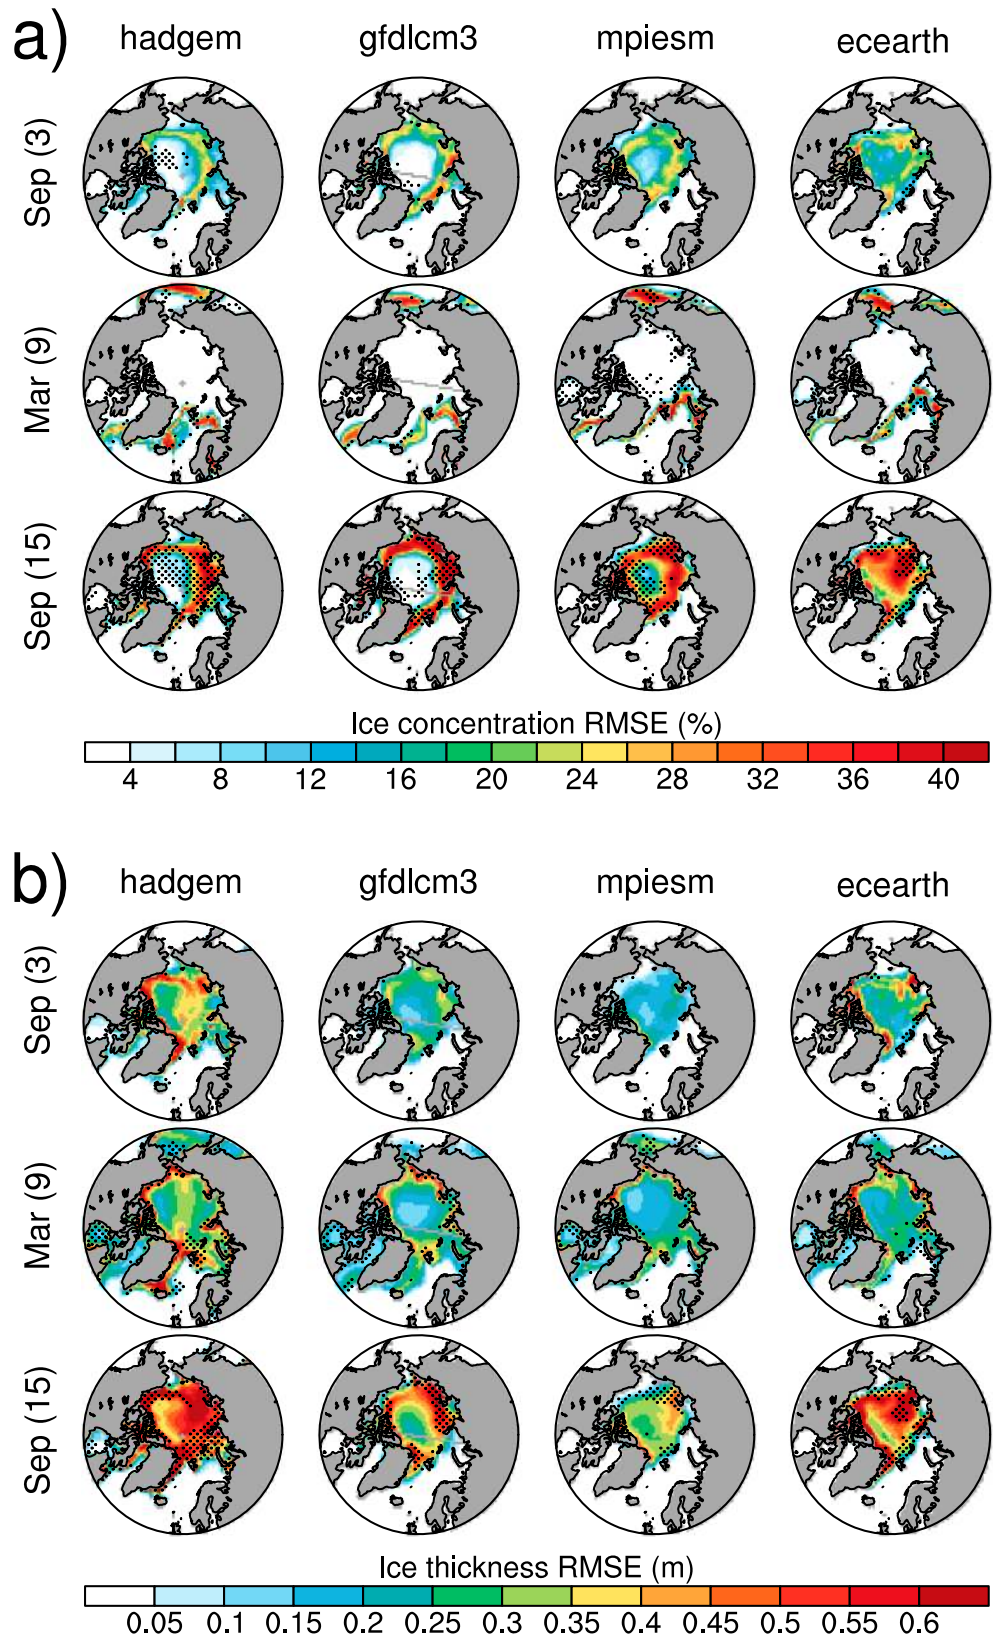 a)
hadgem gfdlcm3 mpiesm ecearth
Sep (3)
Mar (9)
Sep (15)
Ice concentration RMSE (%)
4 8 12 16 20 24 28 32 36 40
b)
hadgem gfdlcm3 mpiesm ecearth
Sep (3)
Mar (9)
Sep (15)
Ice thickness RMSE (m)
0.05 0.1 0.15 0.2 0.25 0.3 0.35 0.4 0.45 0.5 0.55 0.6